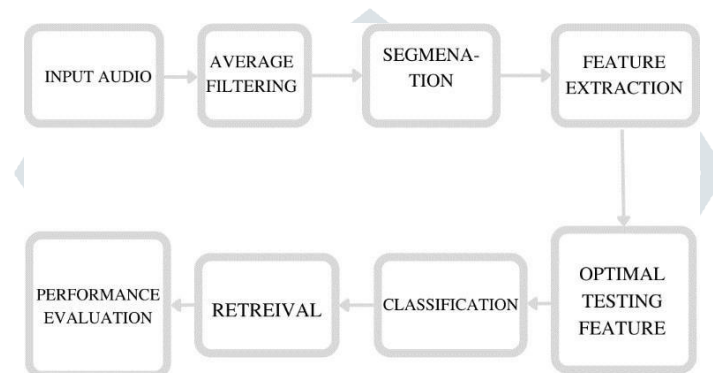 INPUT AUDIO
AVERAGE
FILTERING
SEGMENA-
TION
FEATURE
EXTRACTION
OPTIMAL
TESTING
FEATURE
CLASSIFICATION
RETREIVAL
PERFORMANCE
EVALUATION